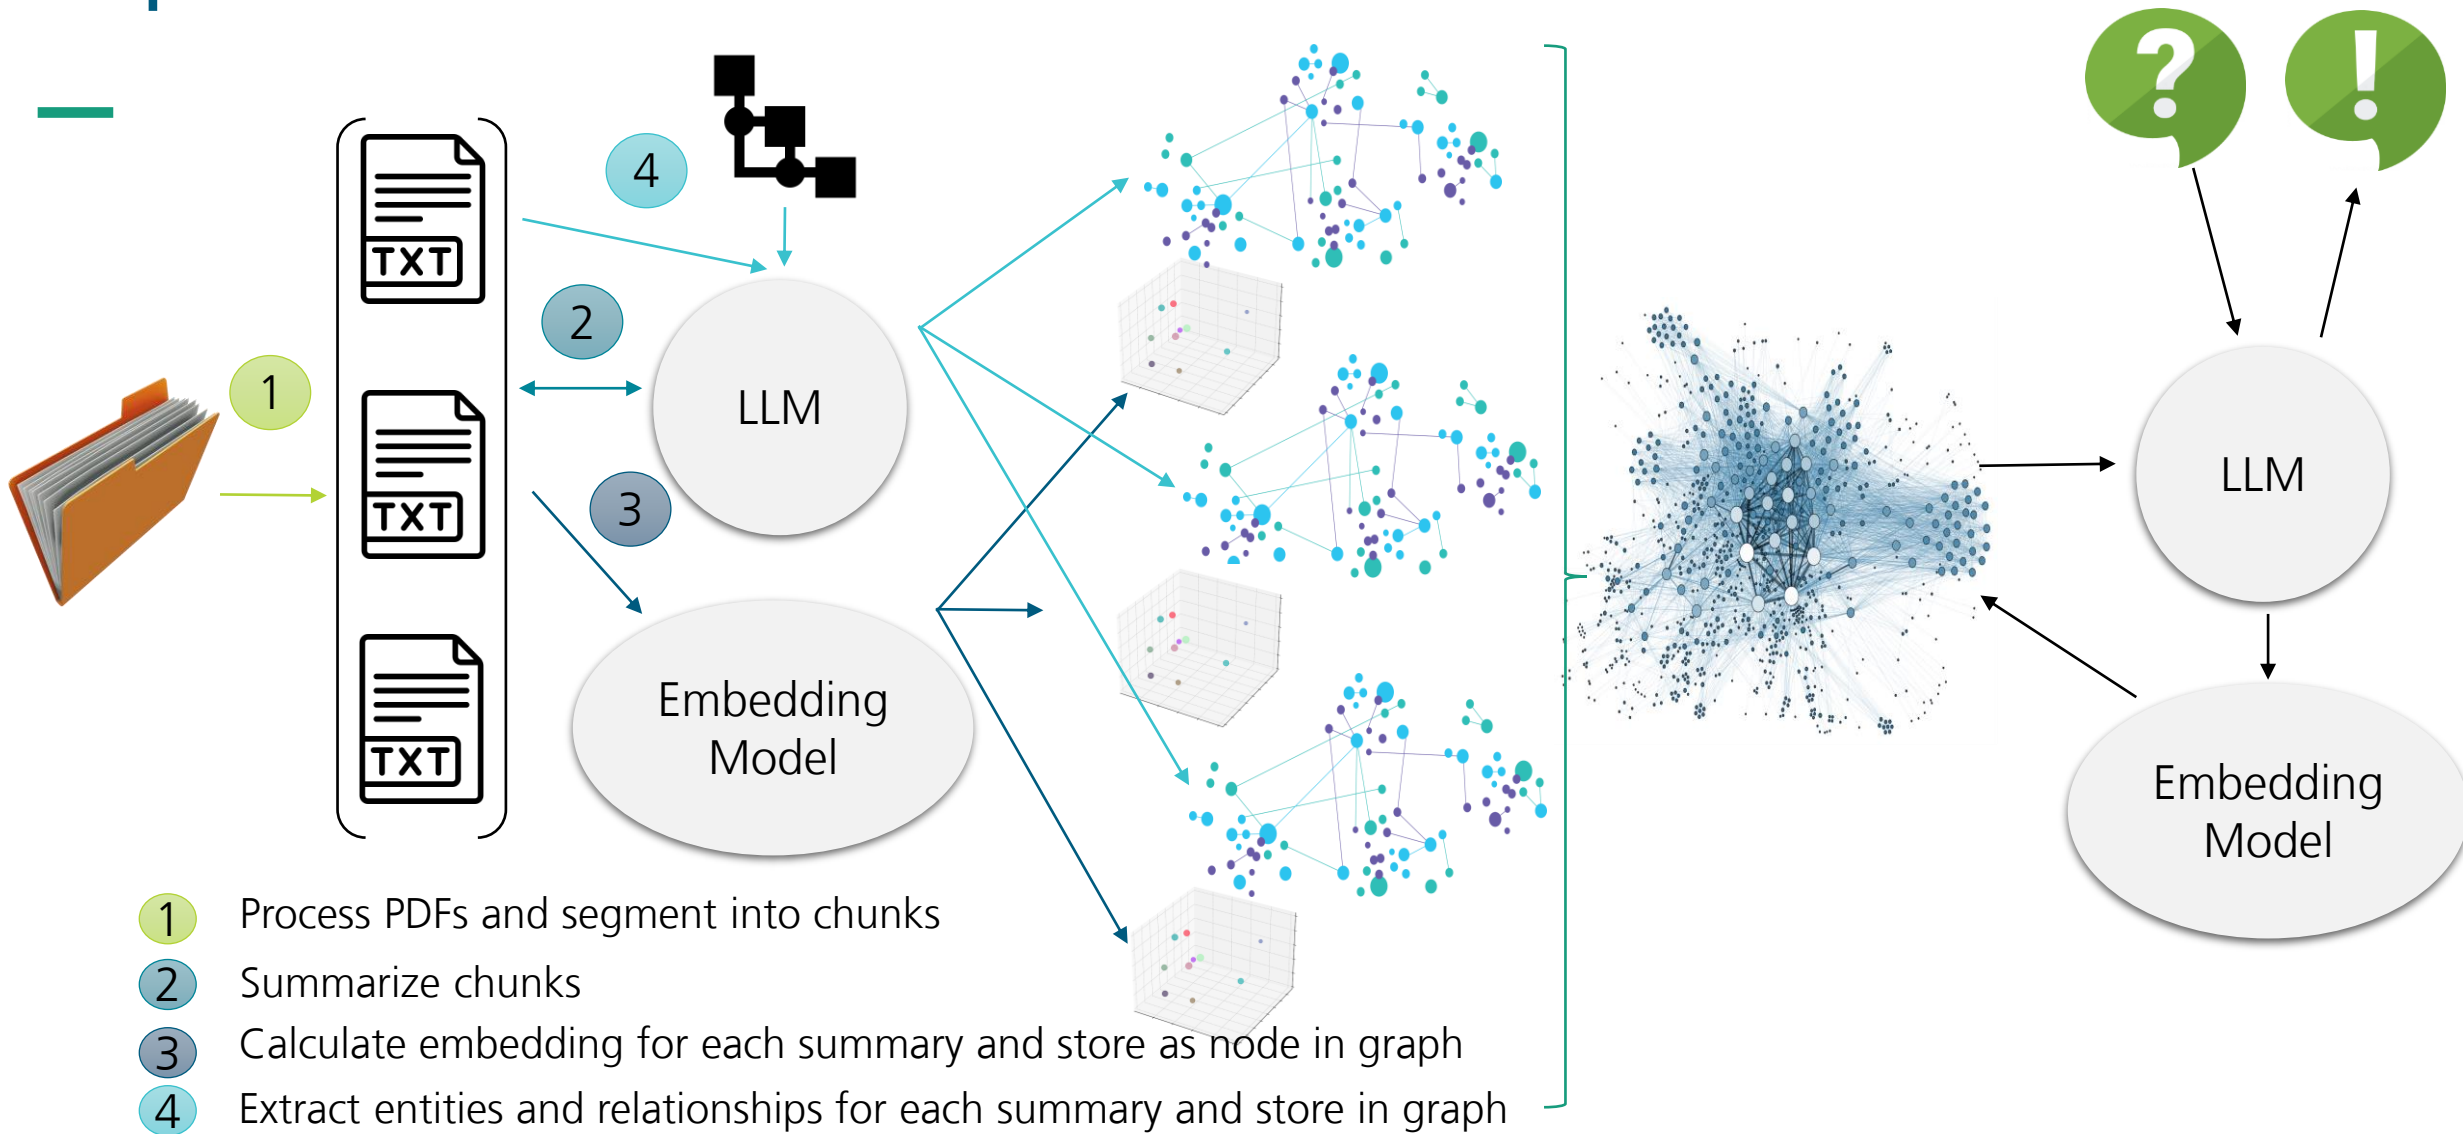 ?
!
4
TXT
2
LLM
1
LLM
TXT
3
Embedding
Model
TXT
Embedding
Model
1 Process PDFs and segment into chunks
2 Summarize chunks
3 Calculate embedding for each summary and store as node in graph
4 Extract entities and relationships for each summary and store in graph